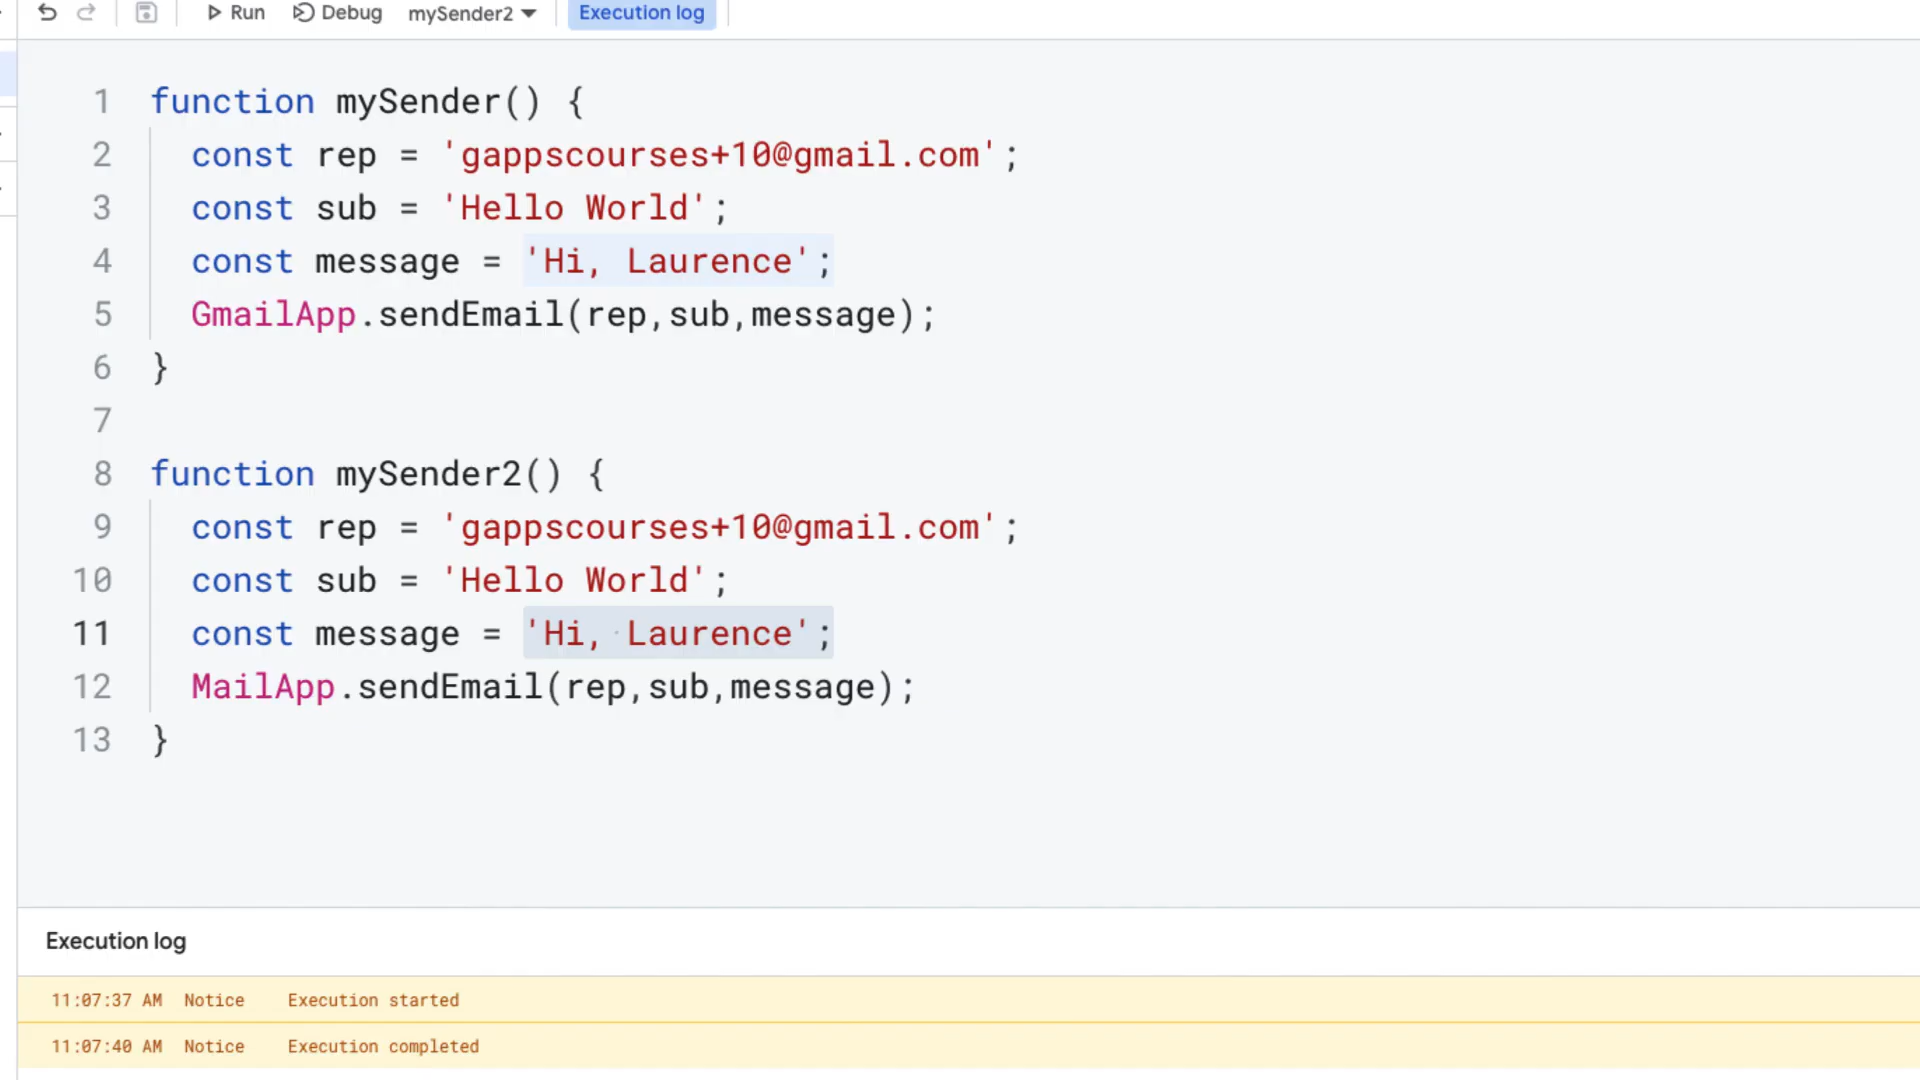 Run Debug mySender2 Execution log
1 function mySender() {
2 const rep = 'gappscourses+10@gmail.com';
3 const sub = 'Hello World';
4 const message = 'Hi, Laurence';
5 GmailApp.sendEmail(rep,sub,message);
6 }
7
8 function mySender2() {
9 const rep = 'gappscourses+10@gmail.com';
10 const sub = 'Hello World';
11 const message = 'Hi, Laurence';
12 MailApp.sendEmail(rep,sub,message);
13 }
Execution log
11:07:37 AM Notice Execution started
11:07:40 AM Notice Execution completed